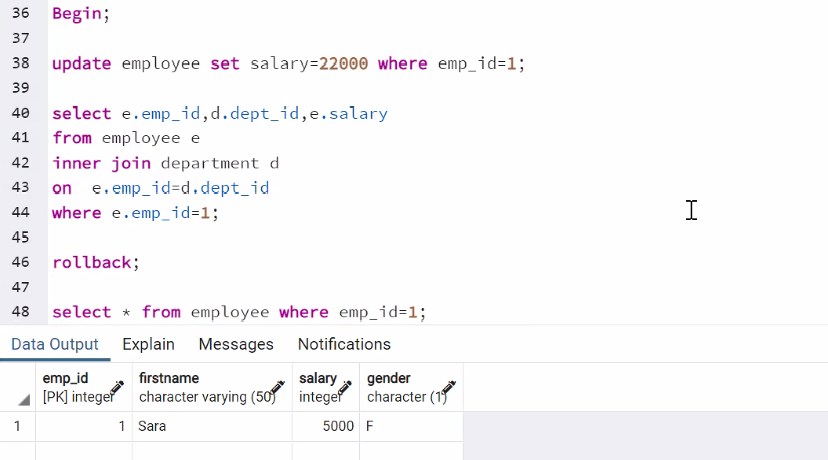 36 Begin;
37
38 update employee set salary=22000 where emp_id=1;
39
40 select e.emp_id,d.dept_id,e.salary
41 from employee e
42 inner join department d
43 on e.emp_id=d.dept_id
44 where e.emp_id=1;
45
46 rollback;
47
48 select * from employee where emp_id=1;
Data Output Explain Messages Notifications
emp_id firstname salary gender
[PK] integer character varying (50) integer character (1)
1 1 Sara 5000 F